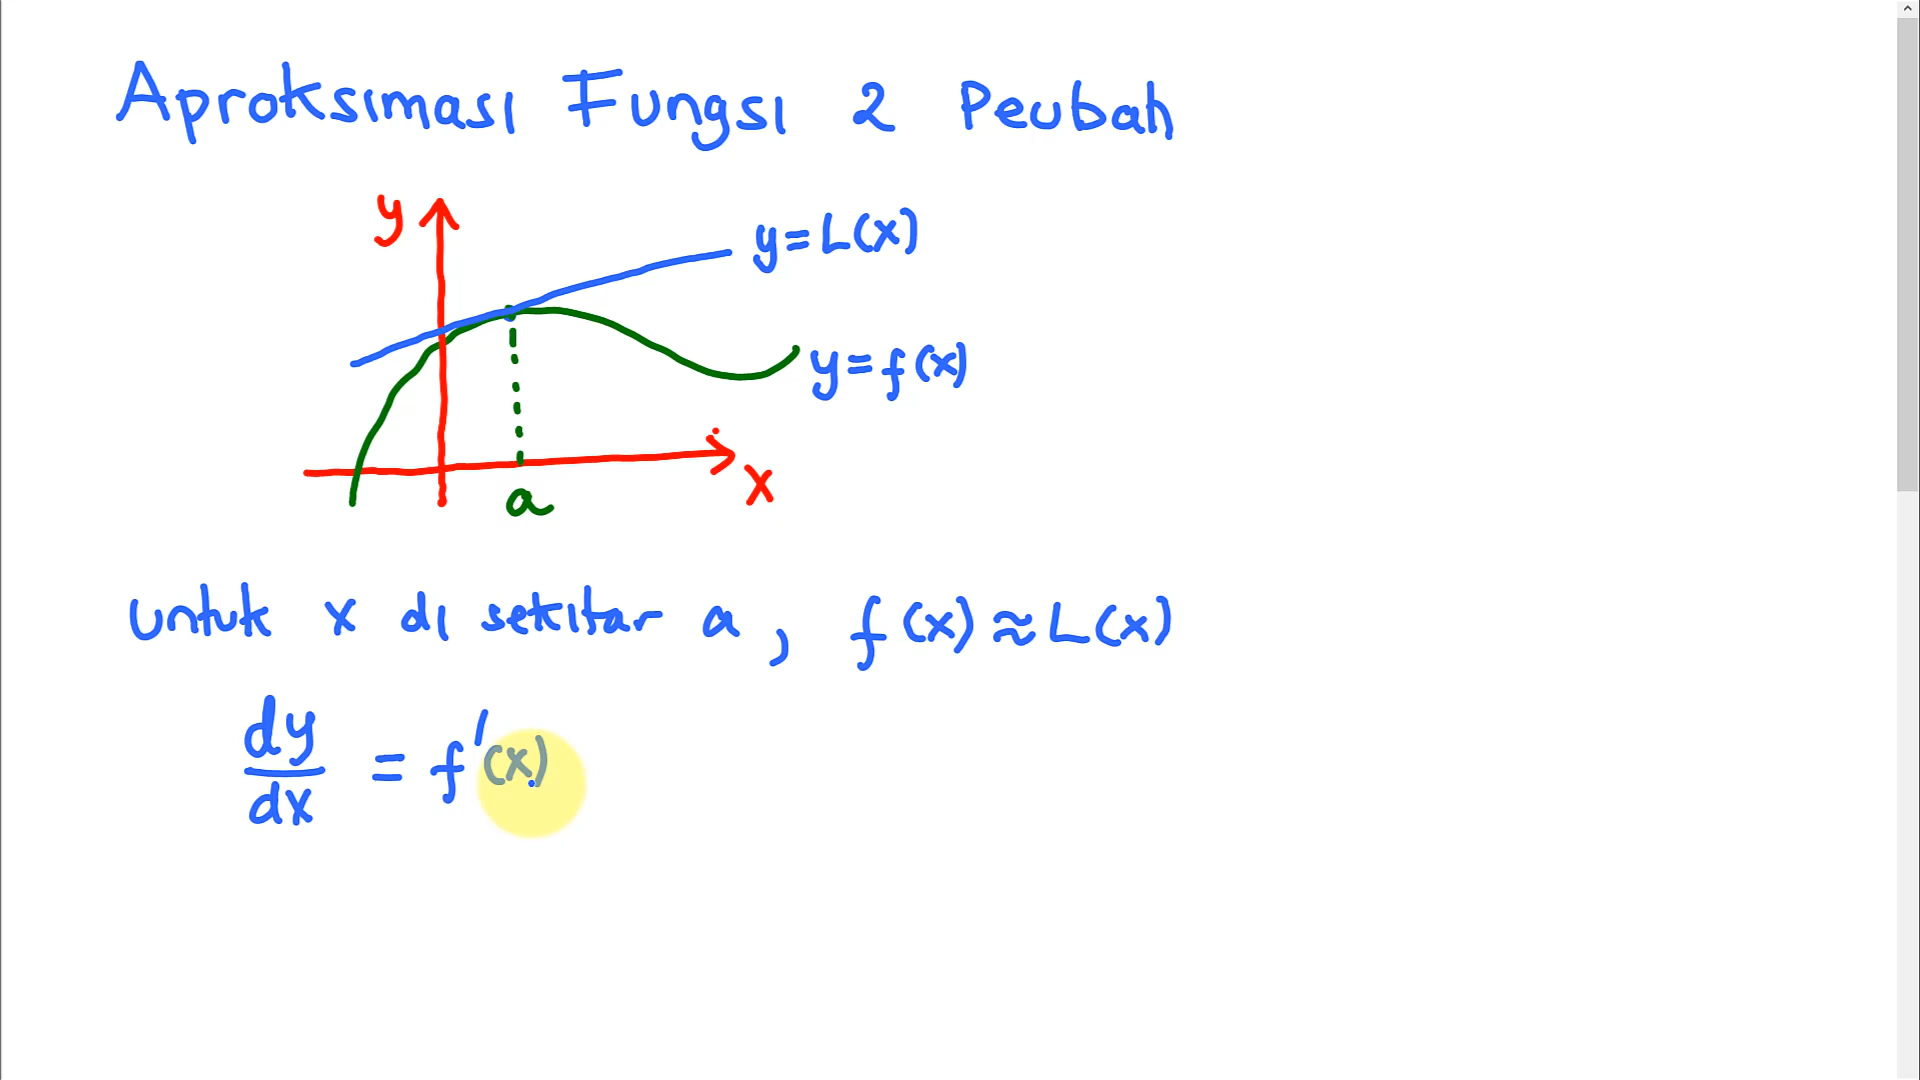 Aproksimasi Fungsi 2 Peubah
y
y=L(x)
y=f(x)
x
a
untuk x di sekitar a, f(x)≈L(x)
dy/dx = f'(x)